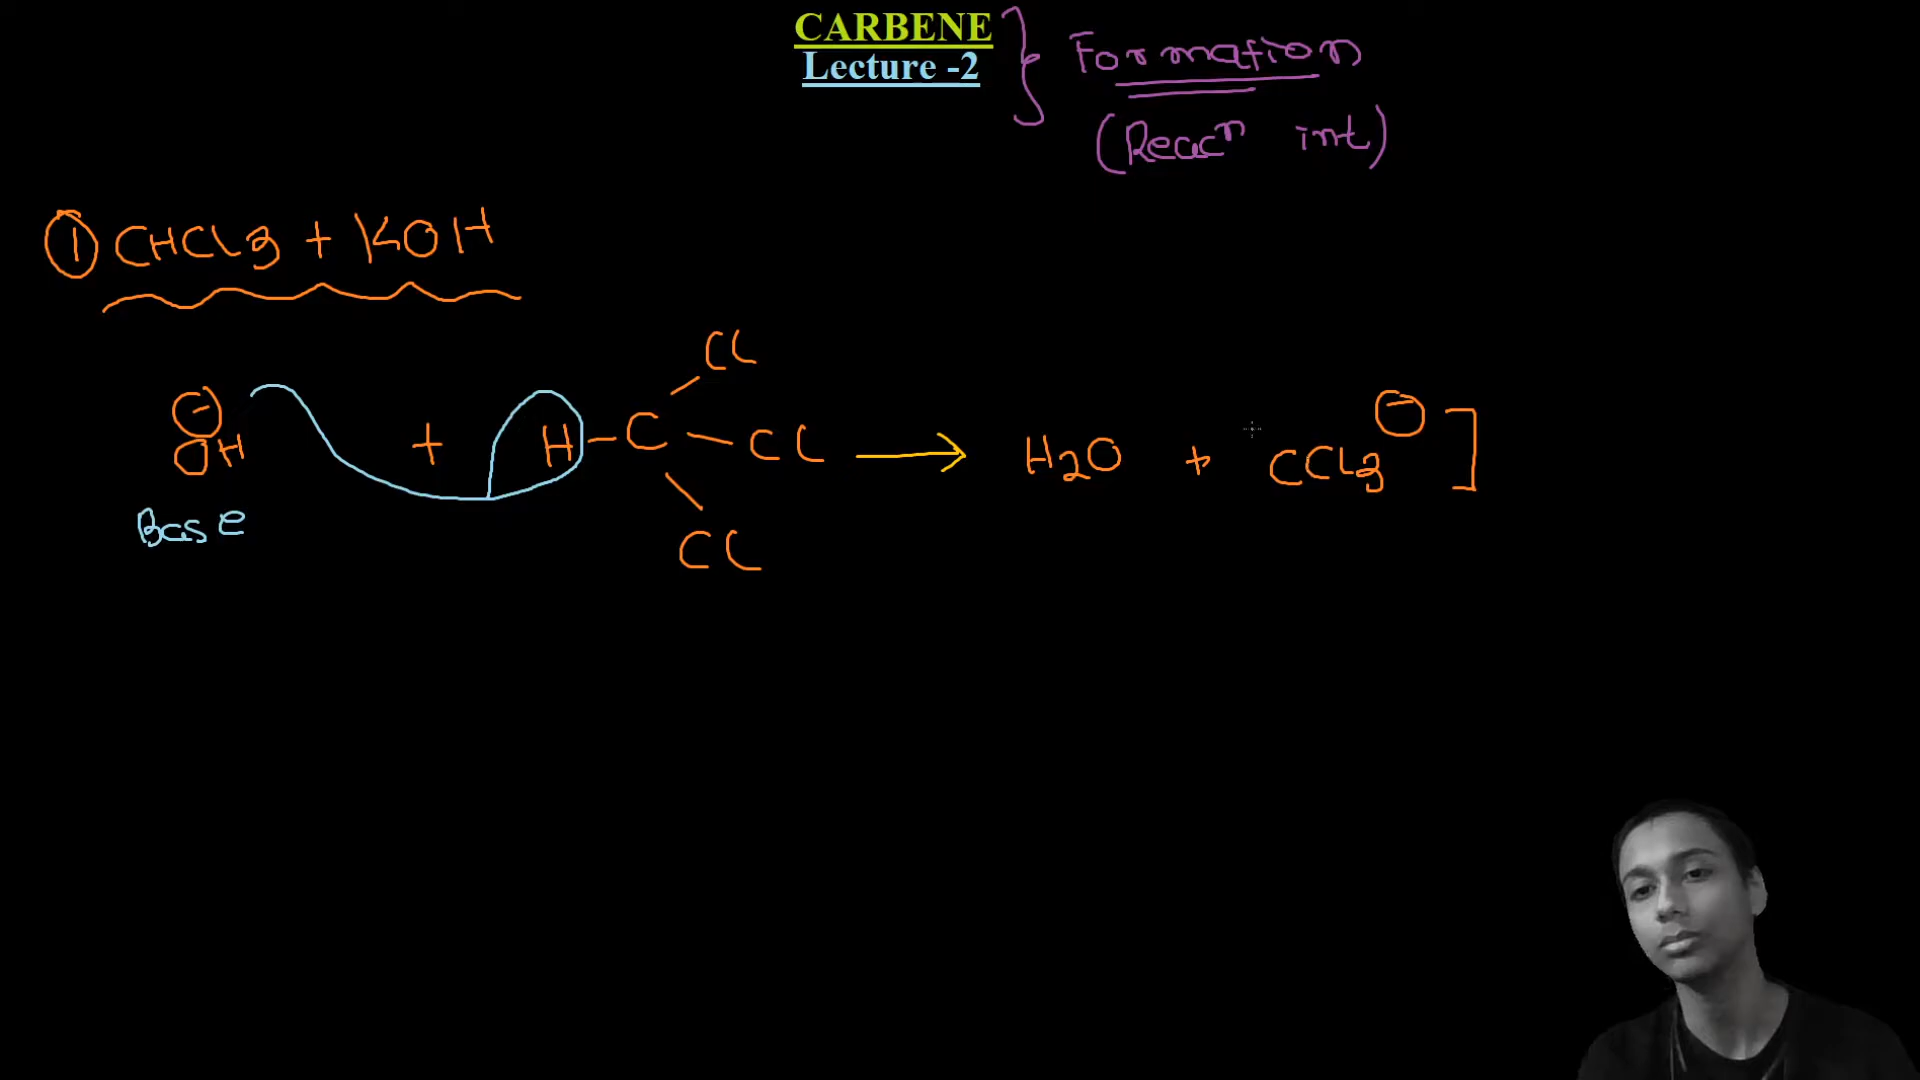 CARBENE
Lecture -2
Formation
(Reacⁿ int)
① CHCl3 + KOH
Cl
⊖
OH + H - C - Cl → H2O + CCl3 ⊖ ]
Base
Cl